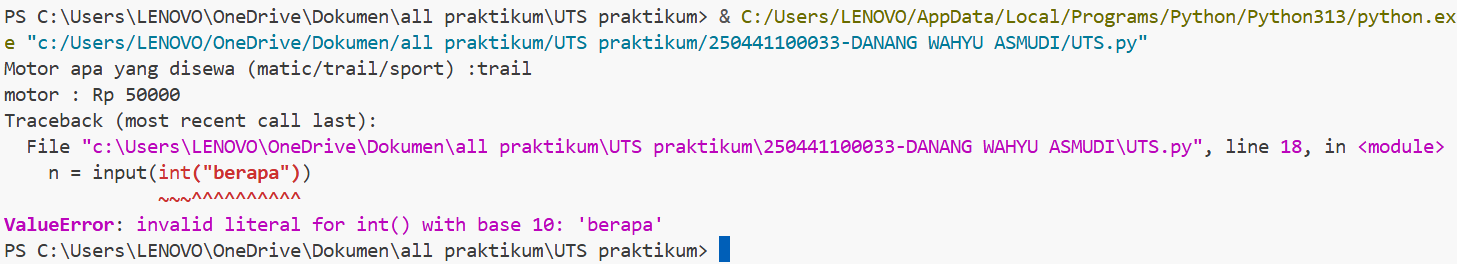 PS C:\Users\LENOVO\OneDrive\Dokumen\all praktikum\UTS praktikum> & C:/Users/LENOVO/AppData/Local/Programs/Python/Python313/python.ex
e "c:/Users/LENOVO/OneDrive/Dokumen/all praktikum/UTS praktikum/250441100033-DANANG WAHYU ASMUDI/UTS.py"
Motor apa yang disewa (matic/trail/sport) :trail
motor : Rp 50000
Traceback (most recent call last):
  File "c:\Users\LENOVO\OneDrive\Dokumen\all praktikum\UTS praktikum\250441100033-DANANG WAHYU ASMUDI\UTS.py", line 18, in <module>
    n = input(int("berapa"))
              ~~~^^^^^^^^^^
ValueError: invalid literal for int() with base 10: 'berapa'
PS C:\Users\LENOVO\OneDrive\Dokumen\all praktikum\UTS praktikum>